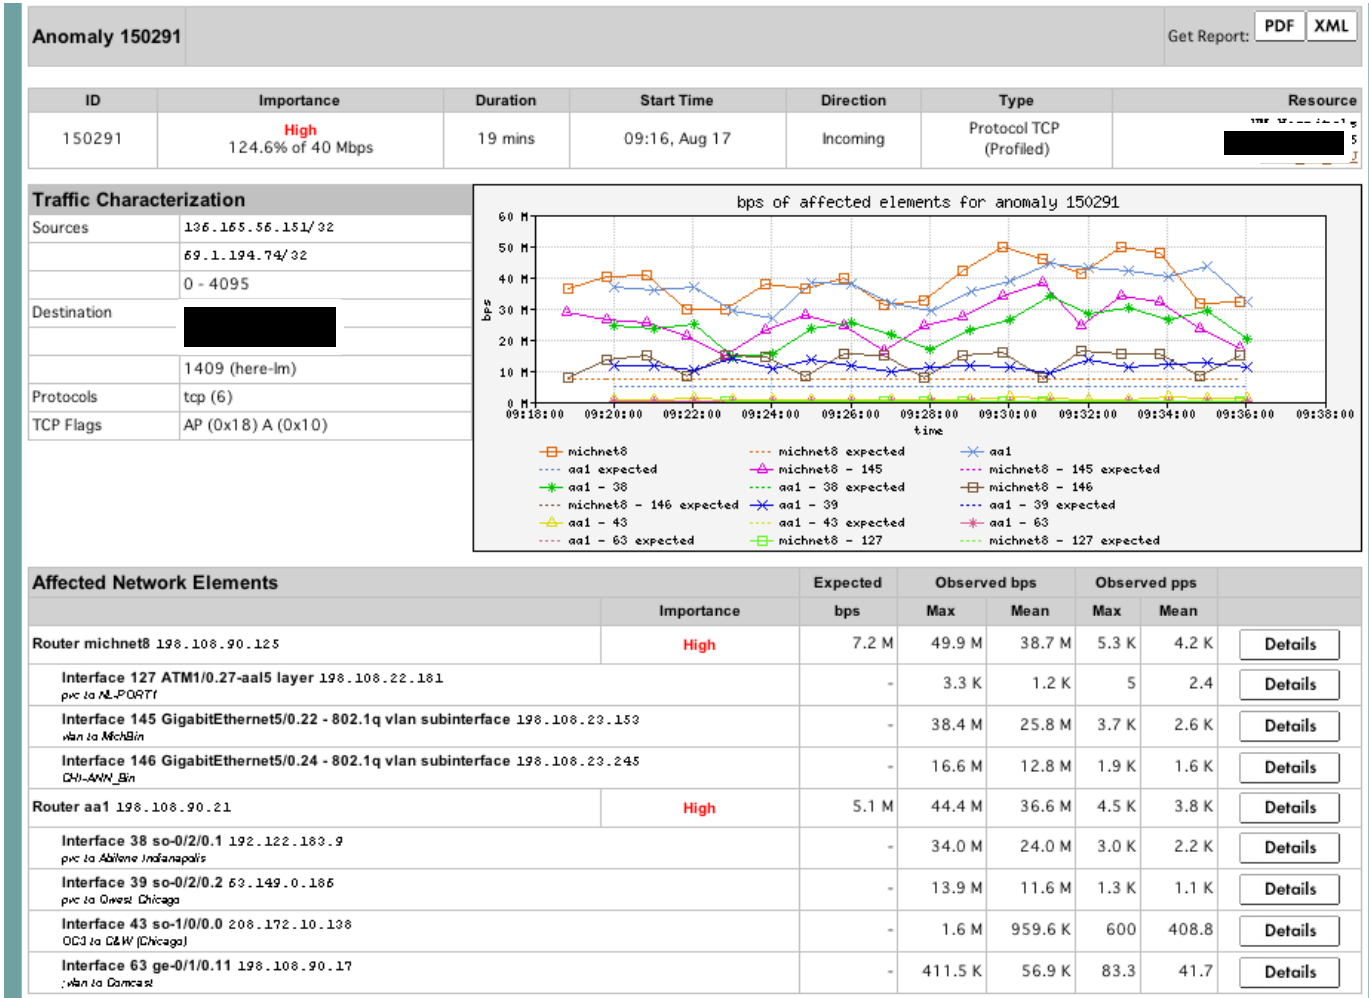 Anomaly 150291
Get Report: PDF XML
ID Importance Duration Start Time Direction Type Resource
150291 High 19 mins 09:16, Aug 17 Incoming Protocol TCP
124.6% of 40 Mbps (Profiled)
Traffic Characterization
Sources 136.165.56.151/32
69.1.194.74/32
0 - 4095
Destination
1409 (here-lm)
Protocols tcp (6)
TCP Flags AP (0x18) A (0x10)
bps of affected elements for anomaly 150291
60 M
50 M
40 M
30 M
20 M
10 M
0 M
bps
09:18:00 09:20:00 09:22:00 09:24:00 09:26:00 09:28:00 09:30:00 09:32:00 09:34:00 09:36:00 09:38:00
time
michnet8 michnet8 expected aa1
aa1 expected michnet8 - 145 michnet8 - 145 expected
aa1 - 38 aa1 - 38 expected michnet8 - 146
michnet8 - 146 expected aa1 - 39 aa1 - 39 expected
aa1 - 43 aa1 - 43 expected aa1 - 63
aa1 - 63 expected michnet8 - 127 michnet8 - 127 expected
Affected Network Elements Expected Observed bps Observed pps
Importance bps Max Mean Max Mean
Router michnet8 198.108.90.125 High 7.2 M 49.9 M 38.7 M 5.3 K 4.2 K Details
Interface 127 ATM1/0.27-aal5 layer 198.108.22.181 - 3.3 K 1.2 K 5 2.4 Details
pvc to NL-PORT1
Interface 145 GigabitEthernet5/0.22 - 802.1q vlan subinterface 198.108.23.153 - 38.4 M 25.8 M 3.7 K 2.6 K Details
vlan to MichBin
Interface 146 GigabitEthernet5/0.24 - 802.1q vlan subinterface 198.108.23.245 - 16.6 M 12.8 M 1.9 K 1.6 K Details
CHI-ANN_Bin
Router aa1 198.108.90.21 High 5.1 M 44.4 M 36.6 M 4.5 K 3.8 K Details
Interface 38 so-0/2/0.1 192.122.183.9 - 34.0 M 24.0 M 3.0 K 2.2 K Details
pvc to Abilene Indianapolis
Interface 39 so-0/2/0.2 63.149.0.186 - 13.9 M 11.6 M 1.3 K 1.1 K Details
pvc to Qwest Chicago
Interface 43 so-1/0/0.0 208.172.10.138 - 1.6 M 959.6 K 600 408.8 Details
OC3 to C&W (Chicago)
Interface 63 ge-0/1/0.11 198.108.90.17 - 411.5 K 56.9 K 83.3 41.7 Details
vlan to Comcast